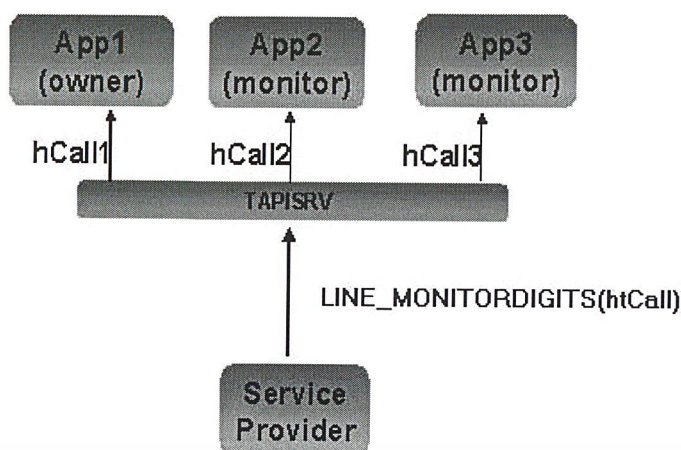 App1
(owner)
App2
(monitor)
App3
(monitor)
hCall1
hCall2
hCall3
TAPISRV
LINE_MONITORDIGITS(htCall)
Service
Provider